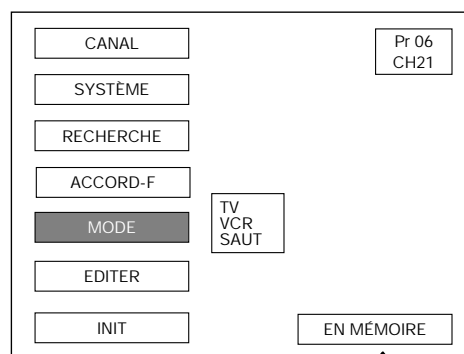 CANAL
Pr 06
CH21
SYSTÈME
RECHERCHE
ACCORD-F
MODE
TV
VCR
SAUT
EDITER
INIT
EN MÉMOIRE